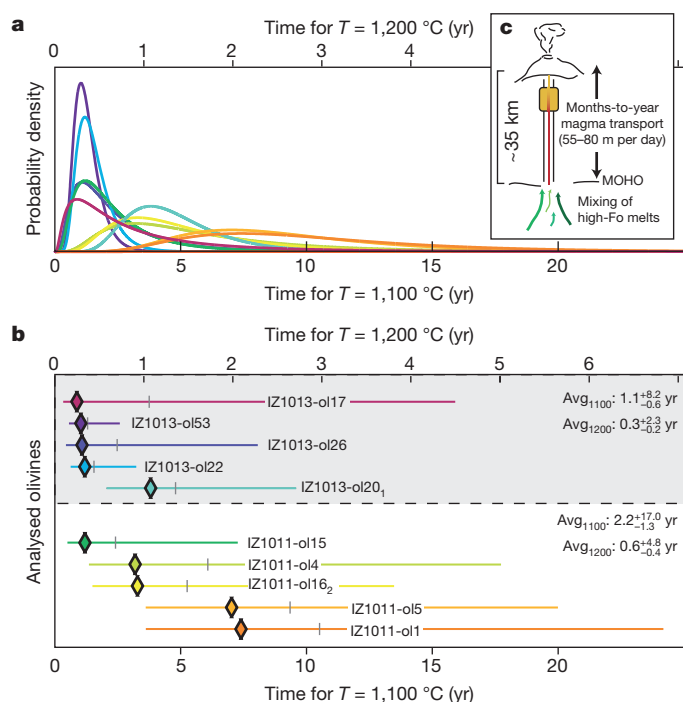 a
Time for T = 1,200 °C (yr)
0 1 2 3 4
Probability density
0 5 10 15 20
Time for T = 1,100 °C (yr)
c
~35 km
Months-to-year
magma transport
(55–80 m per day)
MOHO
Mixing of
high-Fo melts
b
Time for T = 1,200 °C (yr)
0 1 2 3 4 5 6
Analysed olivines
IZ1013-ol17
IZ1013-ol53
IZ1013-ol26
IZ1013-ol22
IZ1013-ol20₁
Avg₁₁₀₀: 1.1 +8.2 −0.6 yr
Avg₁₂₀₀: 0.3 +2.3 −0.2 yr
IZ1011-ol15
IZ1011-ol4
IZ1011-ol16₂
IZ1011-ol5
IZ1011-ol1
Avg₁₁₀₀: 2.2 +17.0 −1.3 yr
Avg₁₂₀₀: 0.6 +4.8 −0.4 yr
0 5 10 15 20
Time for T = 1,100 °C (yr)